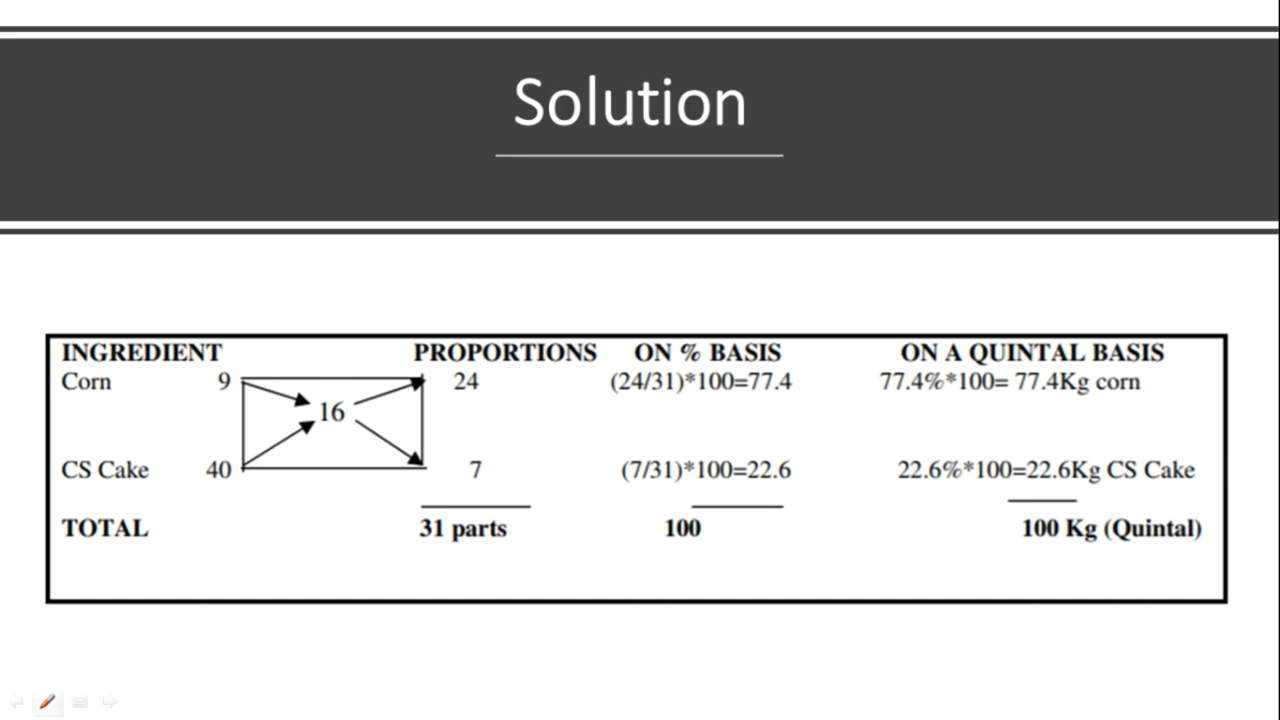 Solution
INGREDIENT PROPORTIONS ON % BASIS ON A QUINTAL BASIS
Corn 9 24 (24/31)*100=77.4 77.4%*100= 77.4Kg corn
16
CS Cake 40 7 (7/31)*100=22.6 22.6%*100=22.6Kg CS Cake
TOTAL 31 parts 100 100 Kg (Quintal)